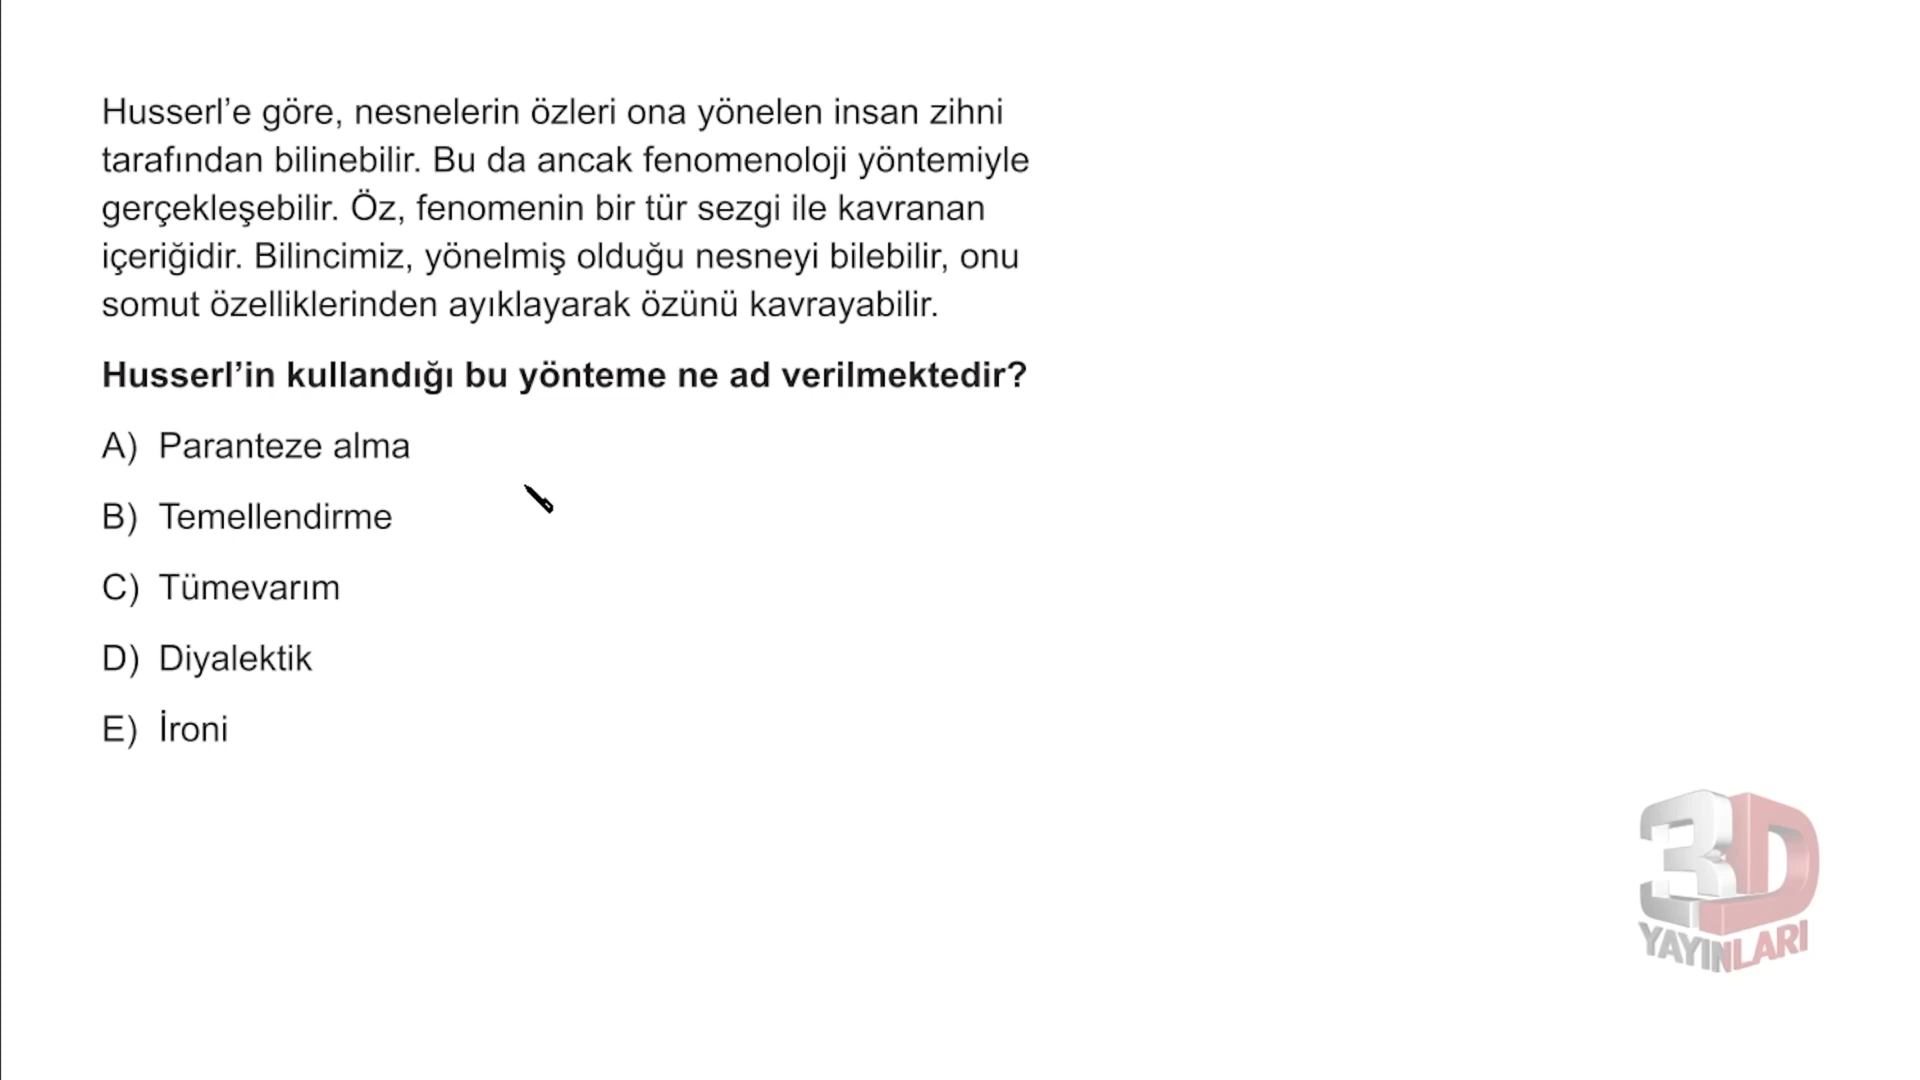 Husserl’e göre, nesnelerin özleri ona yönelen insan zihni
tarafından bilinebilir. Bu da ancak fenomenoloji yöntemiyle
gerçekleşebilir. Öz, fenomenin bir tür sezgi ile kavranan
içeriğidir. Bilincimiz, yönelmiş olduğu nesneyi bilebilir, onu
somut özelliklerinden ayıklayarak özünü kavrayabilir.
Husserl’in kullandığı bu yönteme ne ad verilmektedir?
A) Paranteze alma
B) Temellendirme
C) Tümevarım
D) Diyalektik
E) İroni
3D
YAYINLARI